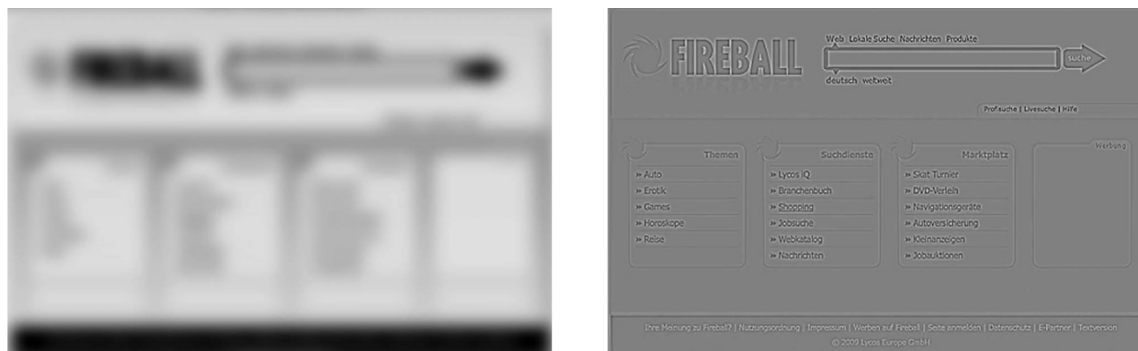 FIREBALL
Web Lokale Suche Nachrichten Produkte
suche
deutsch weltweit
Profisuche | Livesuche | Hilfe
Themen
» Auto
» Erotik
» Games
» Horoskope
» Reise
Suchdienste
» Lycos iQ
» Branchenbuch
» Shopping
» Jobsuche
» Webkatalog
» Nachrichten
Marktplatz
» Skat-Turnier
» DVD-Verleih
» Navigationsgeräte
» Autoversicherung
» Kleinanzeigen
» Jobauktionen
Werbung
Ihre Meinung zu Fireball? | Nutzungsordnung | Impressum | Werben auf Fireball | Seite anmelden | Datenschutz | E-Partner | Textversion
© 2009 Lycos Europe GmbH